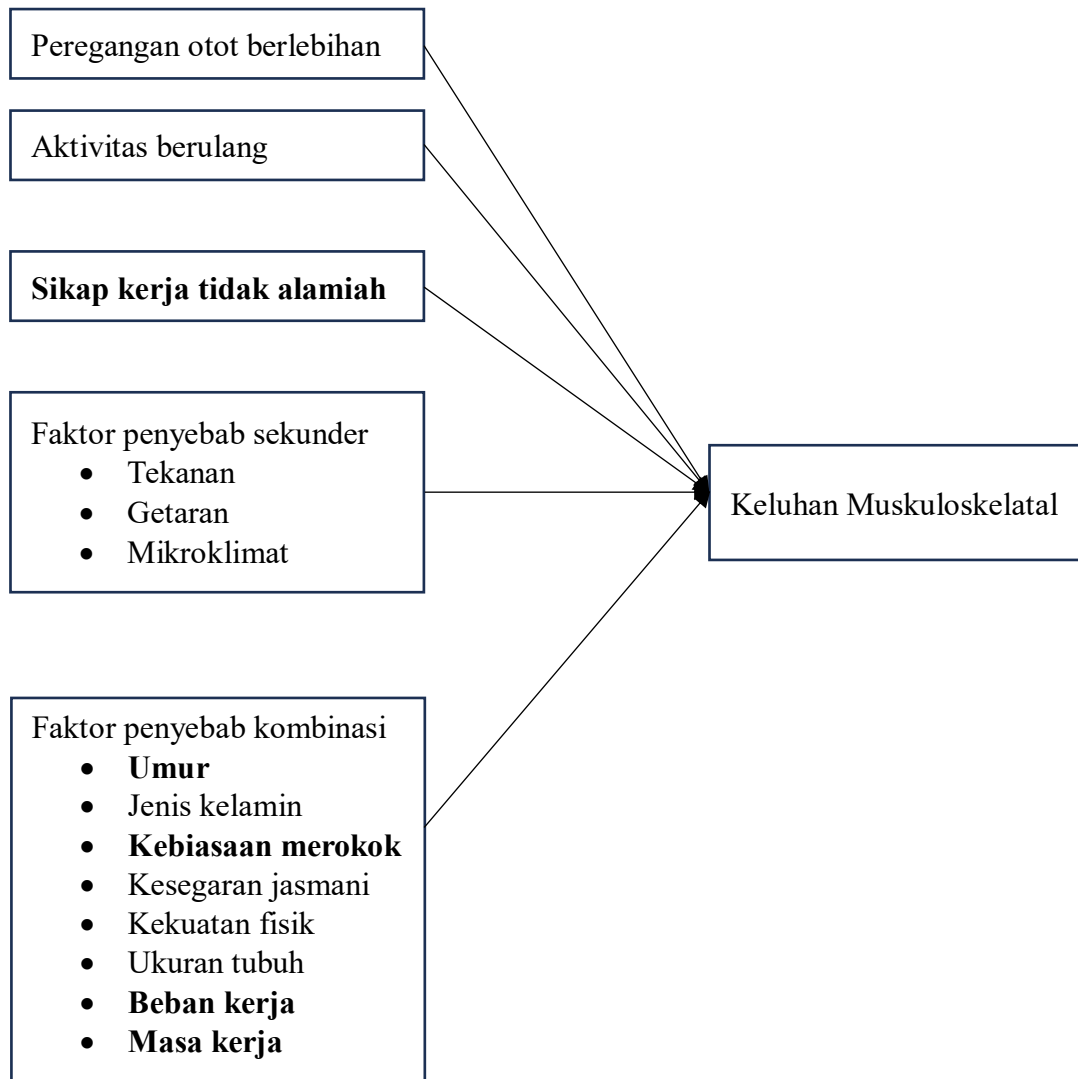 Peregangan otot berlebihan
Aktivitas berulang
Sikap kerja tidak alamiah
Faktor penyebab sekunder
• Tekanan
• Getaran
• Mikroklimat
Keluhan Muskuloskelatal
Faktor penyebab kombinasi
• Umur
• Jenis kelamin
• Kebiasaan merokok
• Kesegaran jasmani
• Kekuatan fisik
• Ukuran tubuh
• Beban kerja
• Masa kerja